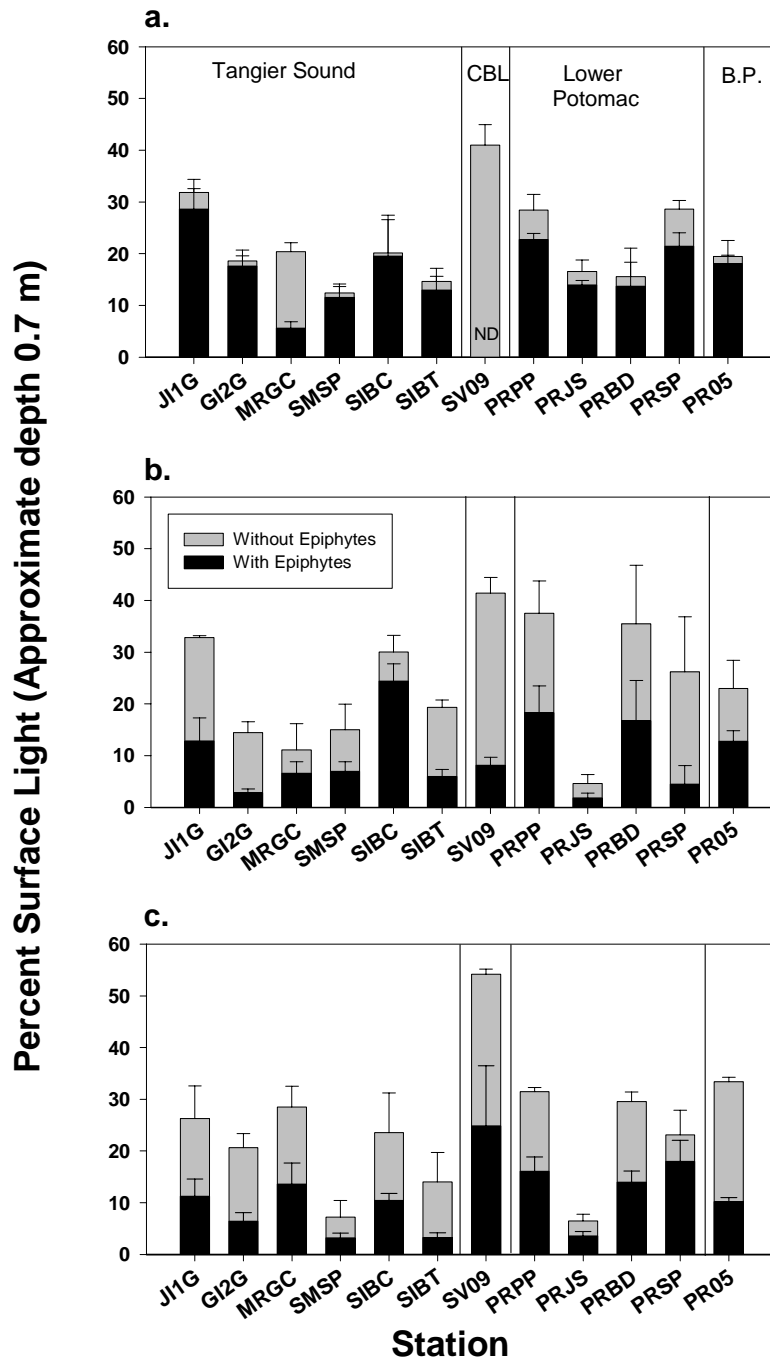 a.
60
50
40
30
20
10
0
Tangier Sound
CBL
Lower
Potomac
B.P.
ND
JI1G
GI2G
MRGC
SMSP
SIBC
SIBT
SV09
PRPP
PRJS
PRBD
PRSP
PR05
b.
60
50
40
30
20
10
0
Without Epiphytes
With Epiphytes
JI1G
GI2G
MRGC
SMSP
SIBC
SIBT
SV09
PRPP
PRJS
PRBD
PRSP
PR05
c.
60
50
40
30
20
10
0
JI1G
GI2G
MRGC
SMSP
SIBC
SIBT
SV09
PRPP
PRJS
PRBD
PRSP
PR05
Percent Surface Light (Approximate depth 0.7 m)
Station